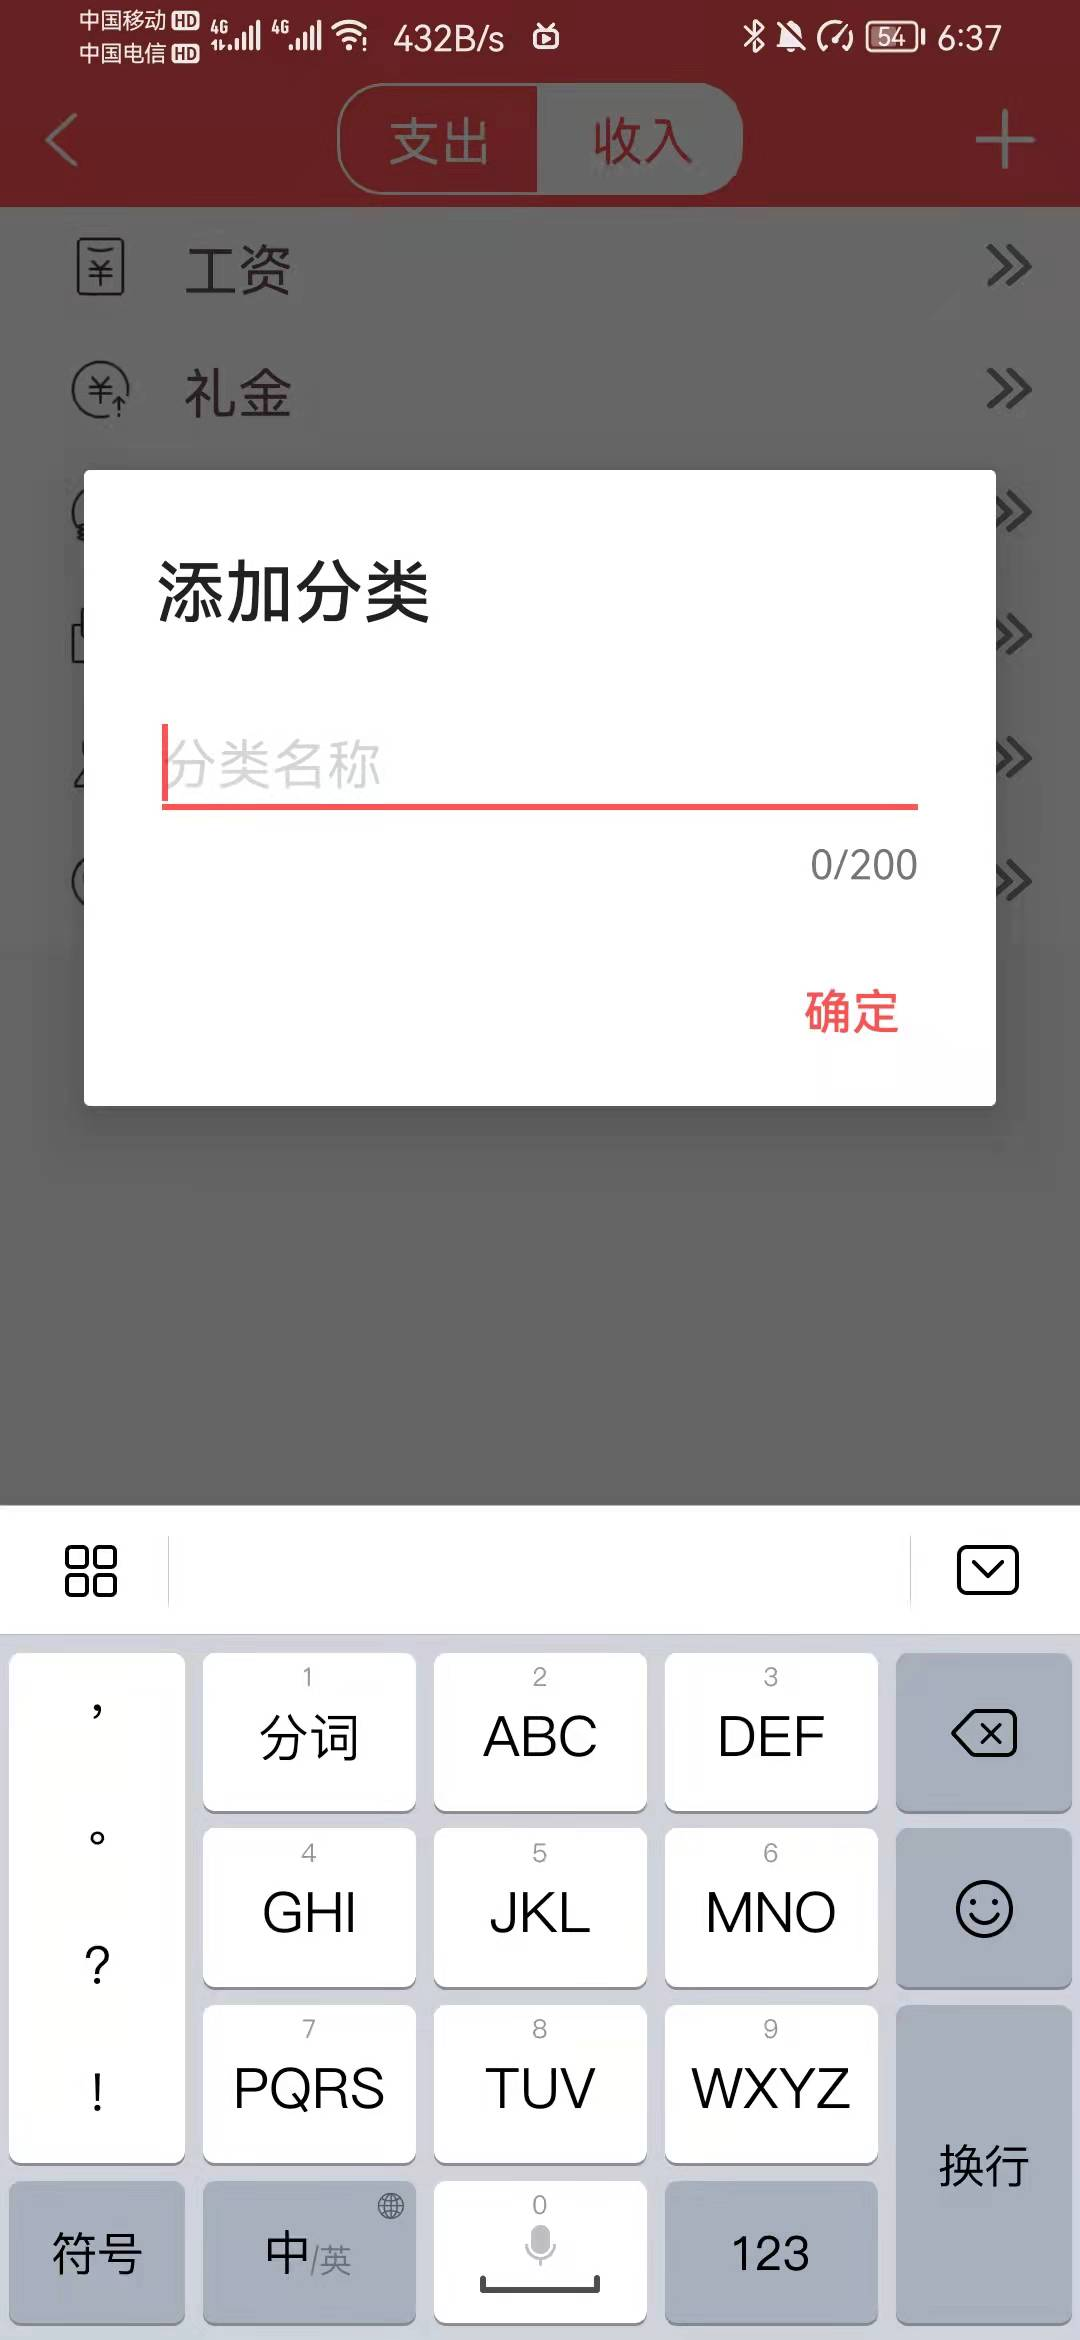 中国移动 HD 4G 4G 432B/s 54 6:37
中国电信 HD
支出 收入
工资
礼金
添加分类
分类名称
0/200
确定
，
。
?
!
1 分词
2 ABC
3 DEF
4 GHI
5 JKL
6 MNO
7 PQRS
8 TUV
9 WXYZ
换行
符号
中/英
0
123